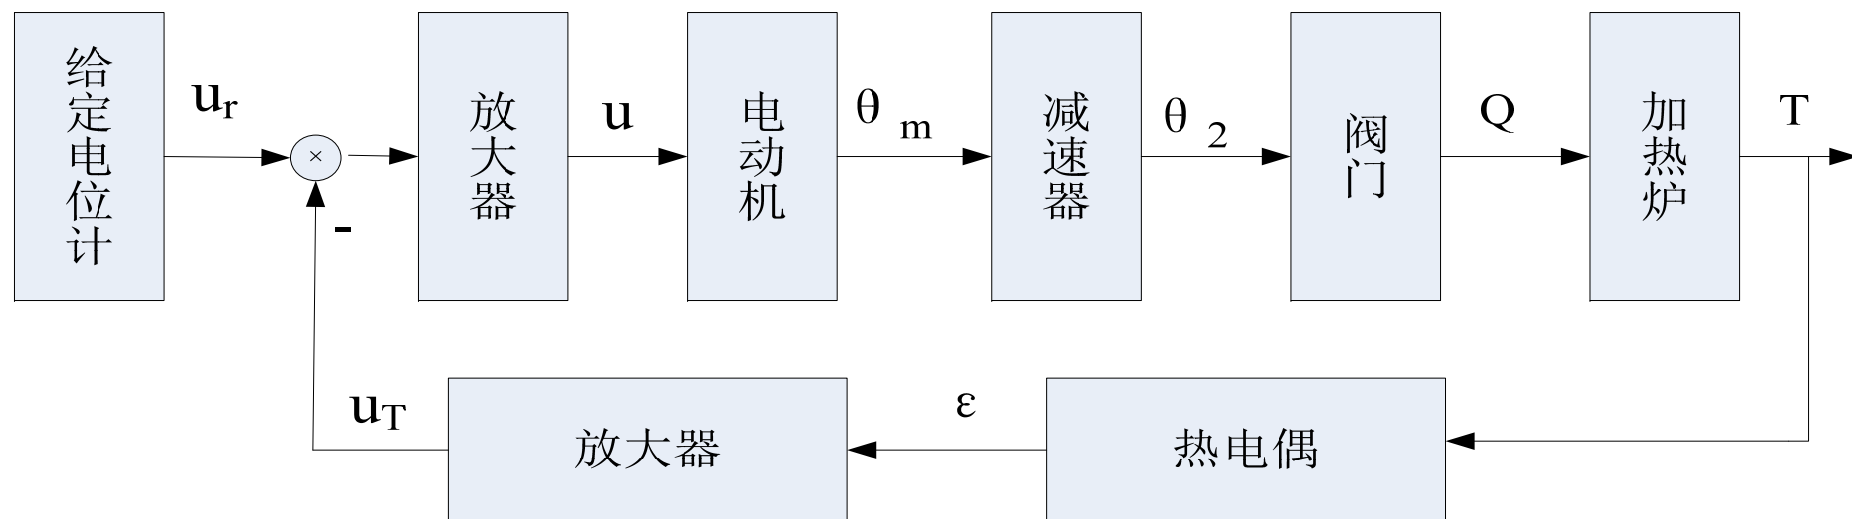 给定电位计
u_r
×
-
放大器
u
电动机
θ m
减速器
θ 2
阀门
Q
加热炉
T
u_T
放大器
ε
热电偶